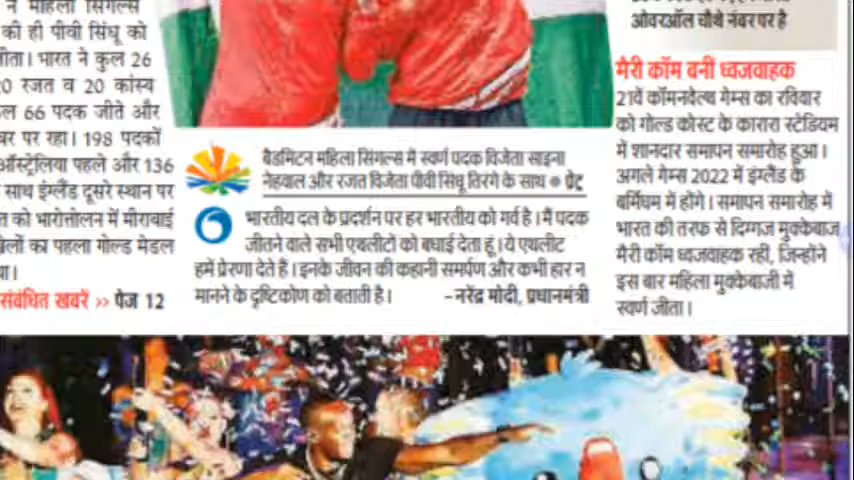 न महिला सिंगल्स
की ही पीवी सिंधू को
ीता। भारत ने कुल 26
0 रजत व 20 कांस्य
ल 66 पदक जीते और
बर पर रहा। 198 पदकों
ऑस्ट्रेलिया पहले और 136
साथ इंग्लैंड दूसरे स्थान पर
त को भारोत्तोलन में मीराबाई
खेलों का पहला गोल्ड मेडल
या।
संबंधित खबरें >> पेज 12
बैडमिंटन महिला सिंगल्स में स्वर्ण पदक विजेता साइना
नेहवाल और रजत विजेता पीवी सिंधू तिरंगे के साथ ● प्रेट्र
भारतीय दल के प्रदर्शन पर हर भारतीय को गर्व है। मैं पदक
जीतने वाले सभी एथलीटों को बधाई देता हूं। ये एथलीट
हमें प्रेरणा देते हैं। इनके जीवन की कहानी समर्पण और कभी हार न
मानने के दृष्टिकोण को बताती है।
-नरेंद्र मोदी, प्रधानमंत्री
ओवरऑल चौथे नंबर पर है
मैरी कॉम बनीं ध्वजवाहक
21वें कॉमनवेल्थ गेम्स का रविवार
को गोल्ड कोस्ट के कारारा स्टेडियम
में शानदार समापन समारोह हुआ।
अगले गेम्स 2022 में इंग्लैंड के
बर्मिंघम में होंगे। समापन समारोह में
भारत की तरफ से दिग्गज मुक्केबाज
मैरी कॉम ध्वजवाहक रहीं, जिन्होंने
इस बार महिला मुक्केबाजी में
स्वर्ण जीता।